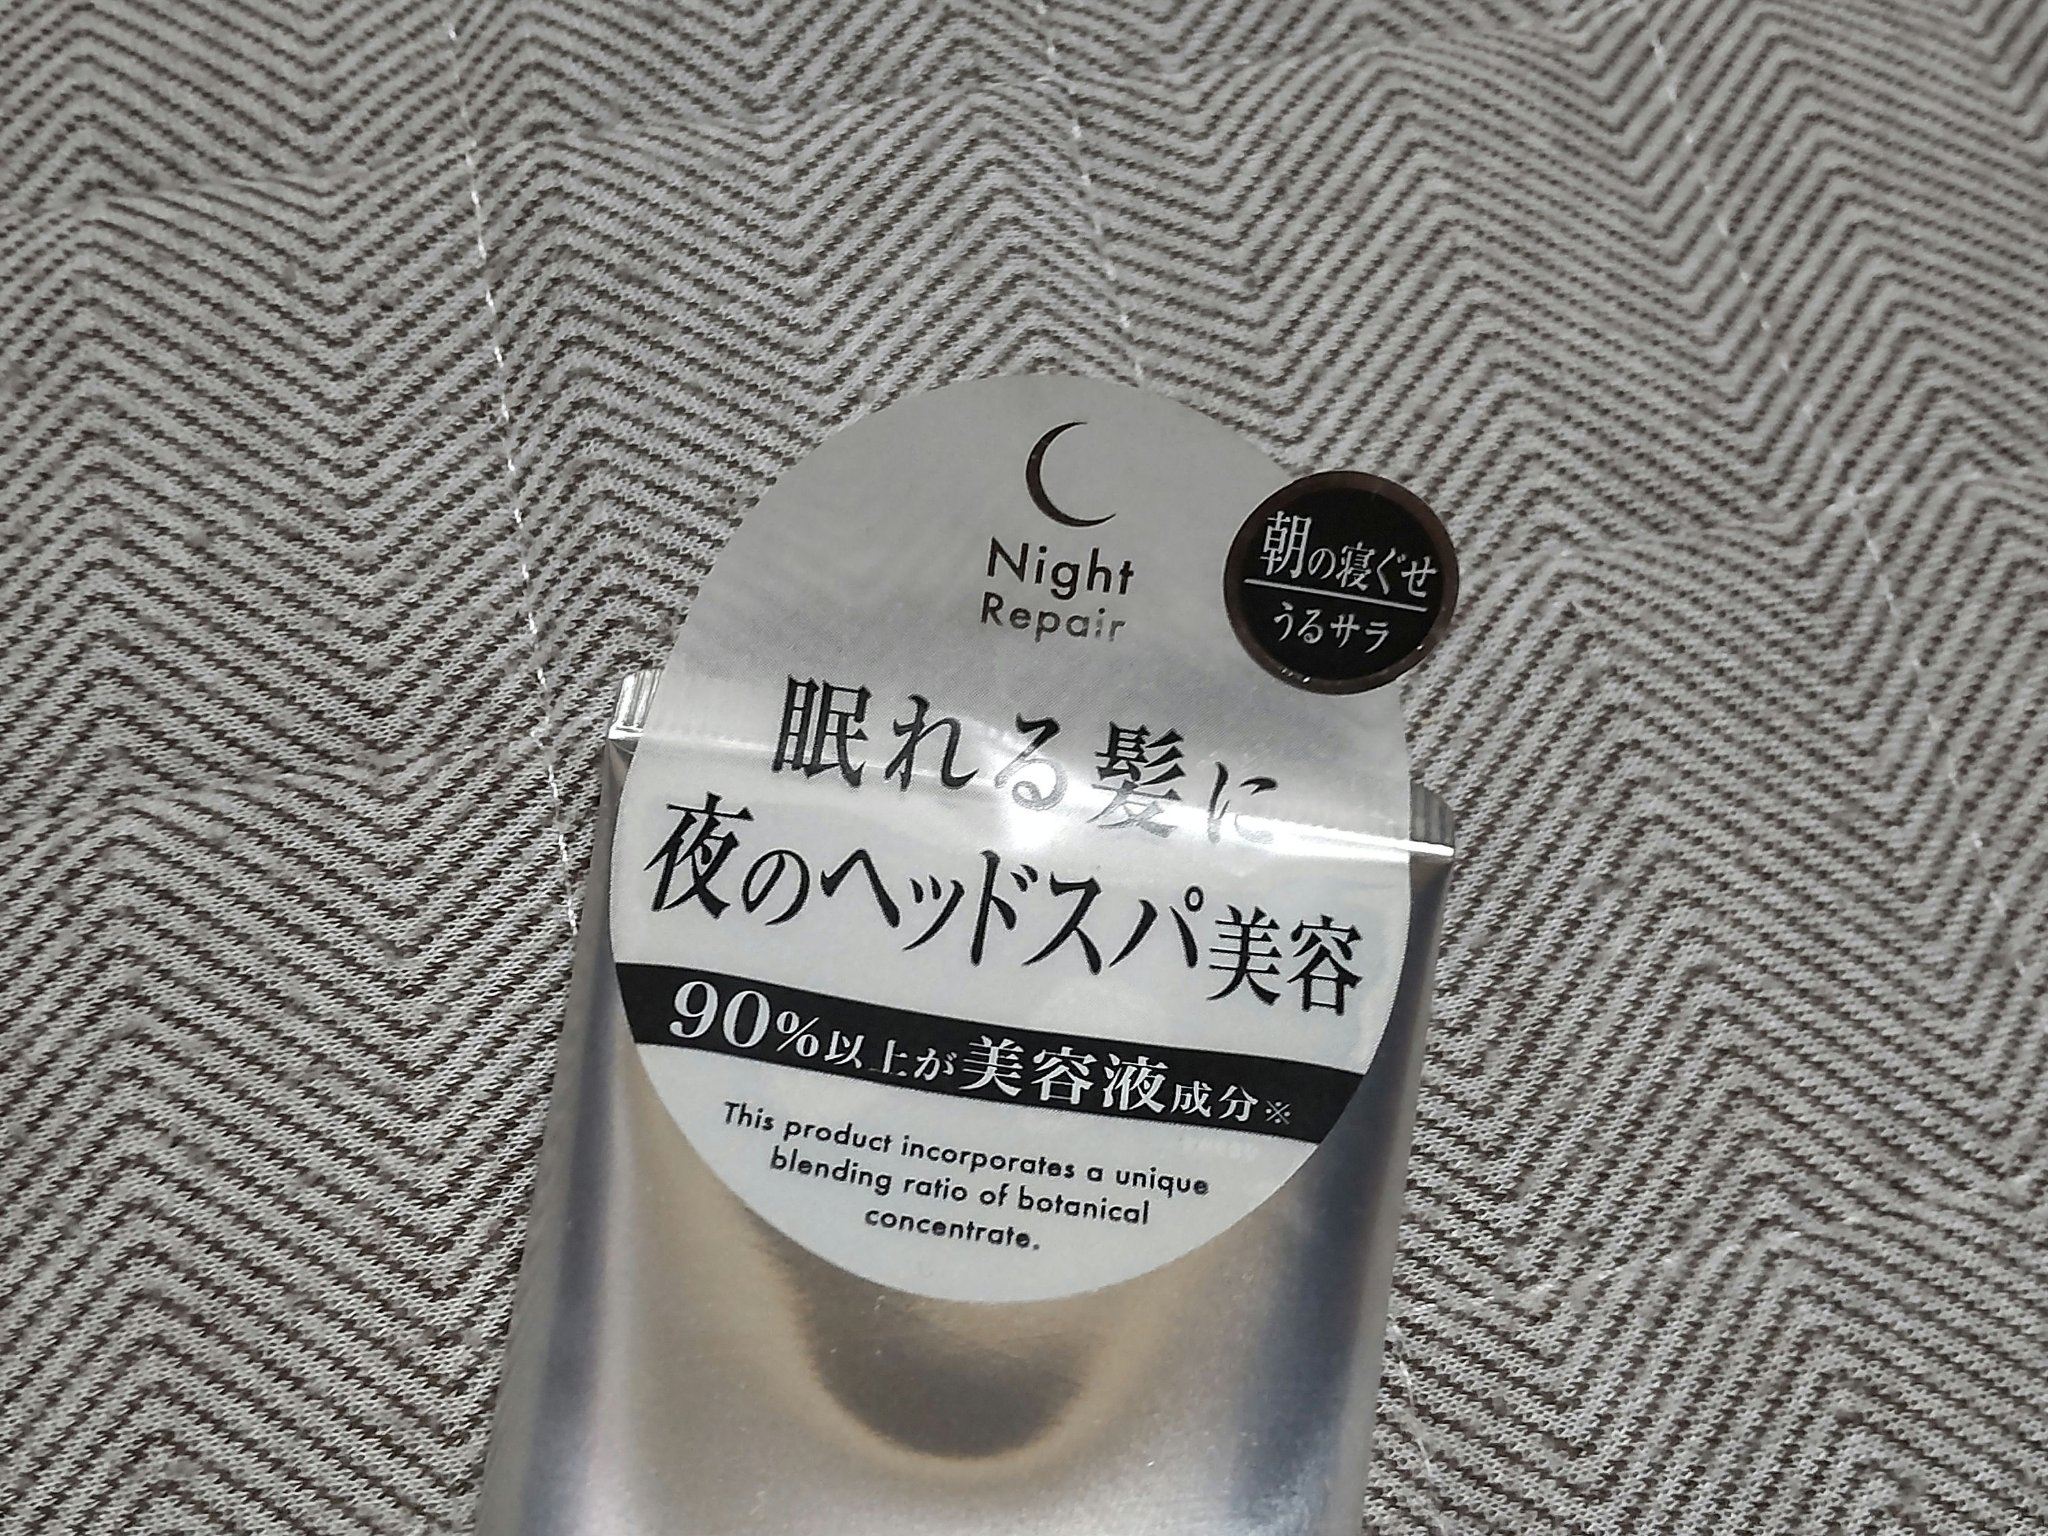 Night
Repair
朝の寝ぐせ
うるサラ
眠れる髪に
夜のヘッドスパ美容
90%以上が美容液成分※
This product incorporates a unique
blending ratio of botanical
concentrate.